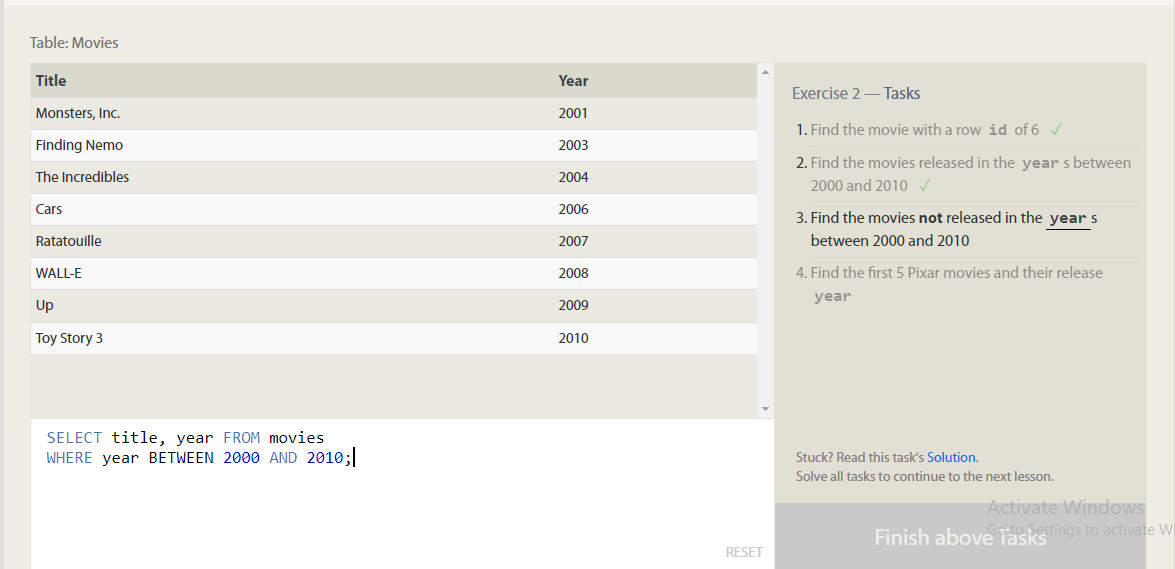 Table: Movies
Title Year
Monsters, Inc. 2001
Finding Nemo 2003
The Incredibles 2004
Cars 2006
Ratatouille 2007
WALL-E 2008
Up 2009
Toy Story 3 2010
SELECT title, year FROM movies
WHERE year BETWEEN 2000 AND 2010;
RESET
Exercise 2 — Tasks
1. Find the movie with a row id of 6 ✓
2. Find the movies released in the year s between
2000 and 2010 ✓
3. Find the movies not released in the year s
between 2000 and 2010
4. Find the first 5 Pixar movies and their release
year
Stuck? Read this task's Solution.
Solve all tasks to continue to the next lesson.
Activate Windows
Go to Settings to activate
Finish above Tasks